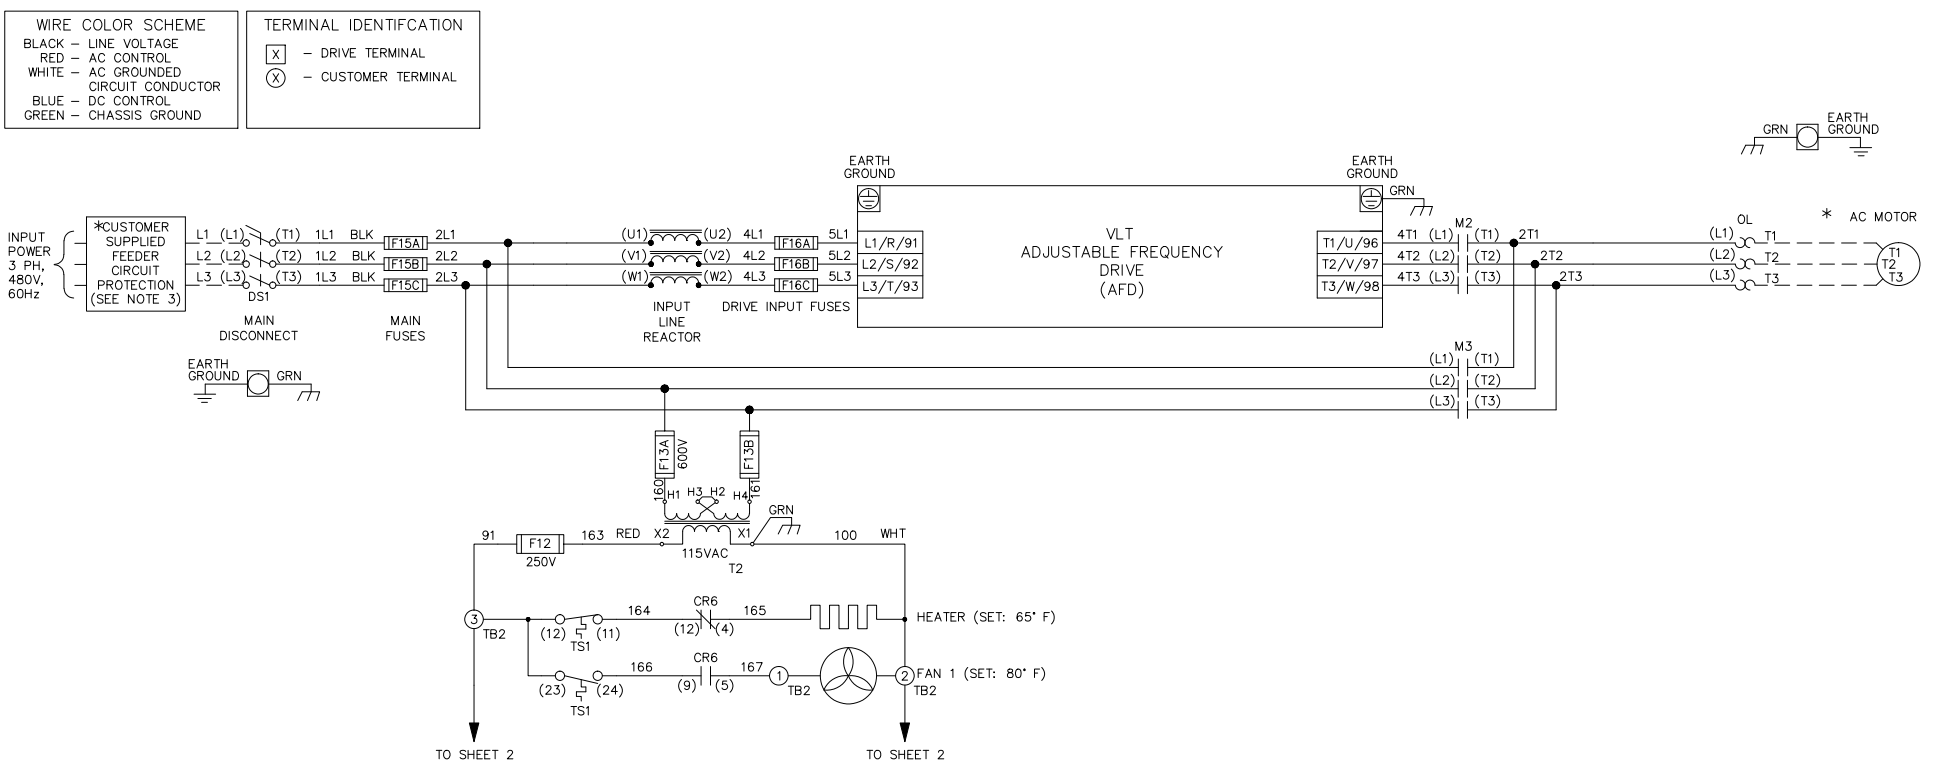 WIRE COLOR SCHEME
BLACK – LINE VOLTAGE
RED – AC CONTROL
WHITE – AC GROUNDED
CIRCUIT CONDUCTOR
BLUE – DC CONTROL
GREEN – CHASSIS GROUND
TERMINAL IDENTIFCATION
X – DRIVE TERMINAL
X – CUSTOMER TERMINAL
GRN
EARTH
GROUND
EARTH
GROUND
EARTH
GROUND
GRN
INPUT
POWER
3 PH,
480V,
60Hz
*CUSTOMER
SUPPLIED
FEEDER
CIRCUIT
PROTECTION
(SEE NOTE 3)
L1 (L1) (T1) 1L1 BLK F15A 2L1
L2 (L2) (T2) 1L2 BLK F15B 2L2
L3 (L3) (T3) 1L3 BLK F15C 2L3
DS1
MAIN
DISCONNECT
MAIN
FUSES
(U1) (U2) 4L1 F16A 5L1 L1/R/91
(V1) (V2) 4L2 F16B 5L2 L2/S/92
(W1) (W2) 4L3 F16C 5L3 L3/T/93
INPUT
LINE
REACTOR
DRIVE INPUT FUSES
VLT
ADJUSTABLE FREQUENCY
DRIVE
(AFD)
M2
T1/U/96 4T1 (L1) (T1) 2T1
T2/V/97 4T2 (L2) (T2) 2T2
T3/W/98 4T3 (L3) (T3) 2T3
OL
(L1) T1
(L2) T2
(L3) T3
* AC MOTOR
T1
T2
T3
M3
(L1) (T1)
(L2) (T2)
(L3) (T3)
EARTH
GROUND
GRN
F13A
600V
F13B
160
161
H1 H3 H2 H4
GRN
91 F12 163 RED X2 X1 100 WHT
250V
115VAC
T2
3
TB2
(12) (11) 164 CR6 (12) (4) 165
TS1
HEATER (SET: 65° F)
(23) (24) 166 CR6 (9) (5) 167 1
TS1
TB2
2
TB2
FAN 1 (SET: 80° F)
TO SHEET 2
TO SHEET 2